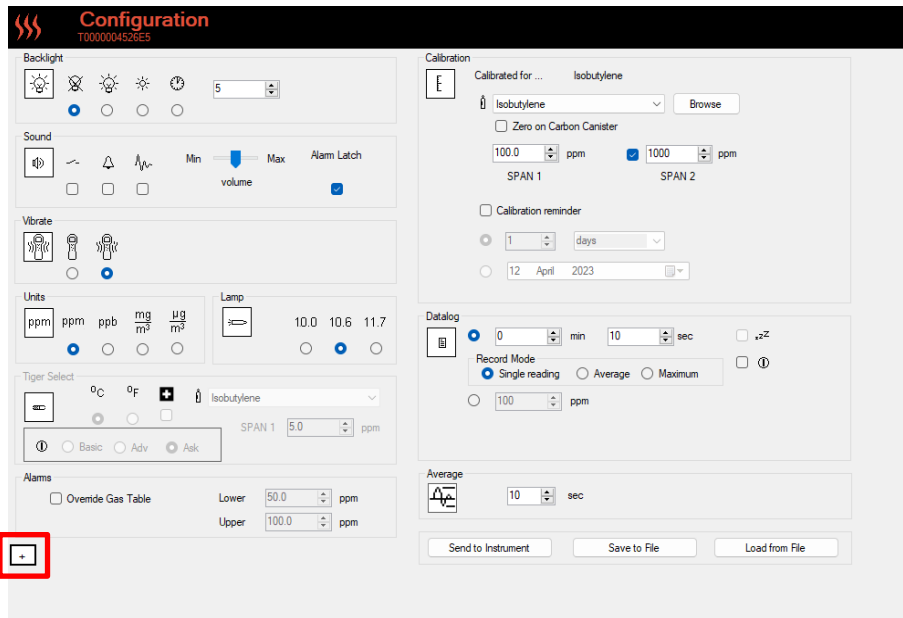 Configuration
T0000004526E5
Backlight
5
Sound
Min
Max
volume
Alarm Latch
Vibrate
Units
ppm
ppm
ppb
mg
m3
µg
m3
Lamp
10.0 10.6 11.7
Tiger Select
ºC
ºF
Isobutylene
SPAN 1 5.0 ppm
Basic
Adv
Ask
Alarms
Override Gas Table
Lower 50.0 ppm
Upper 100.0 ppm
+
Calibration
Calibrated for ... Isobutylene
Isobutylene
Browse
Zero on Carbon Canister
100.0 ppm
1000 ppm
SPAN 1
SPAN 2
Calibration reminder
1 days
12 April 2023
Datalog
0 min 10 sec
zZ
Record Mode
Single reading
Average
Maximum
100 ppm
Average
10 sec
Send to Instrument
Save to File
Load from File